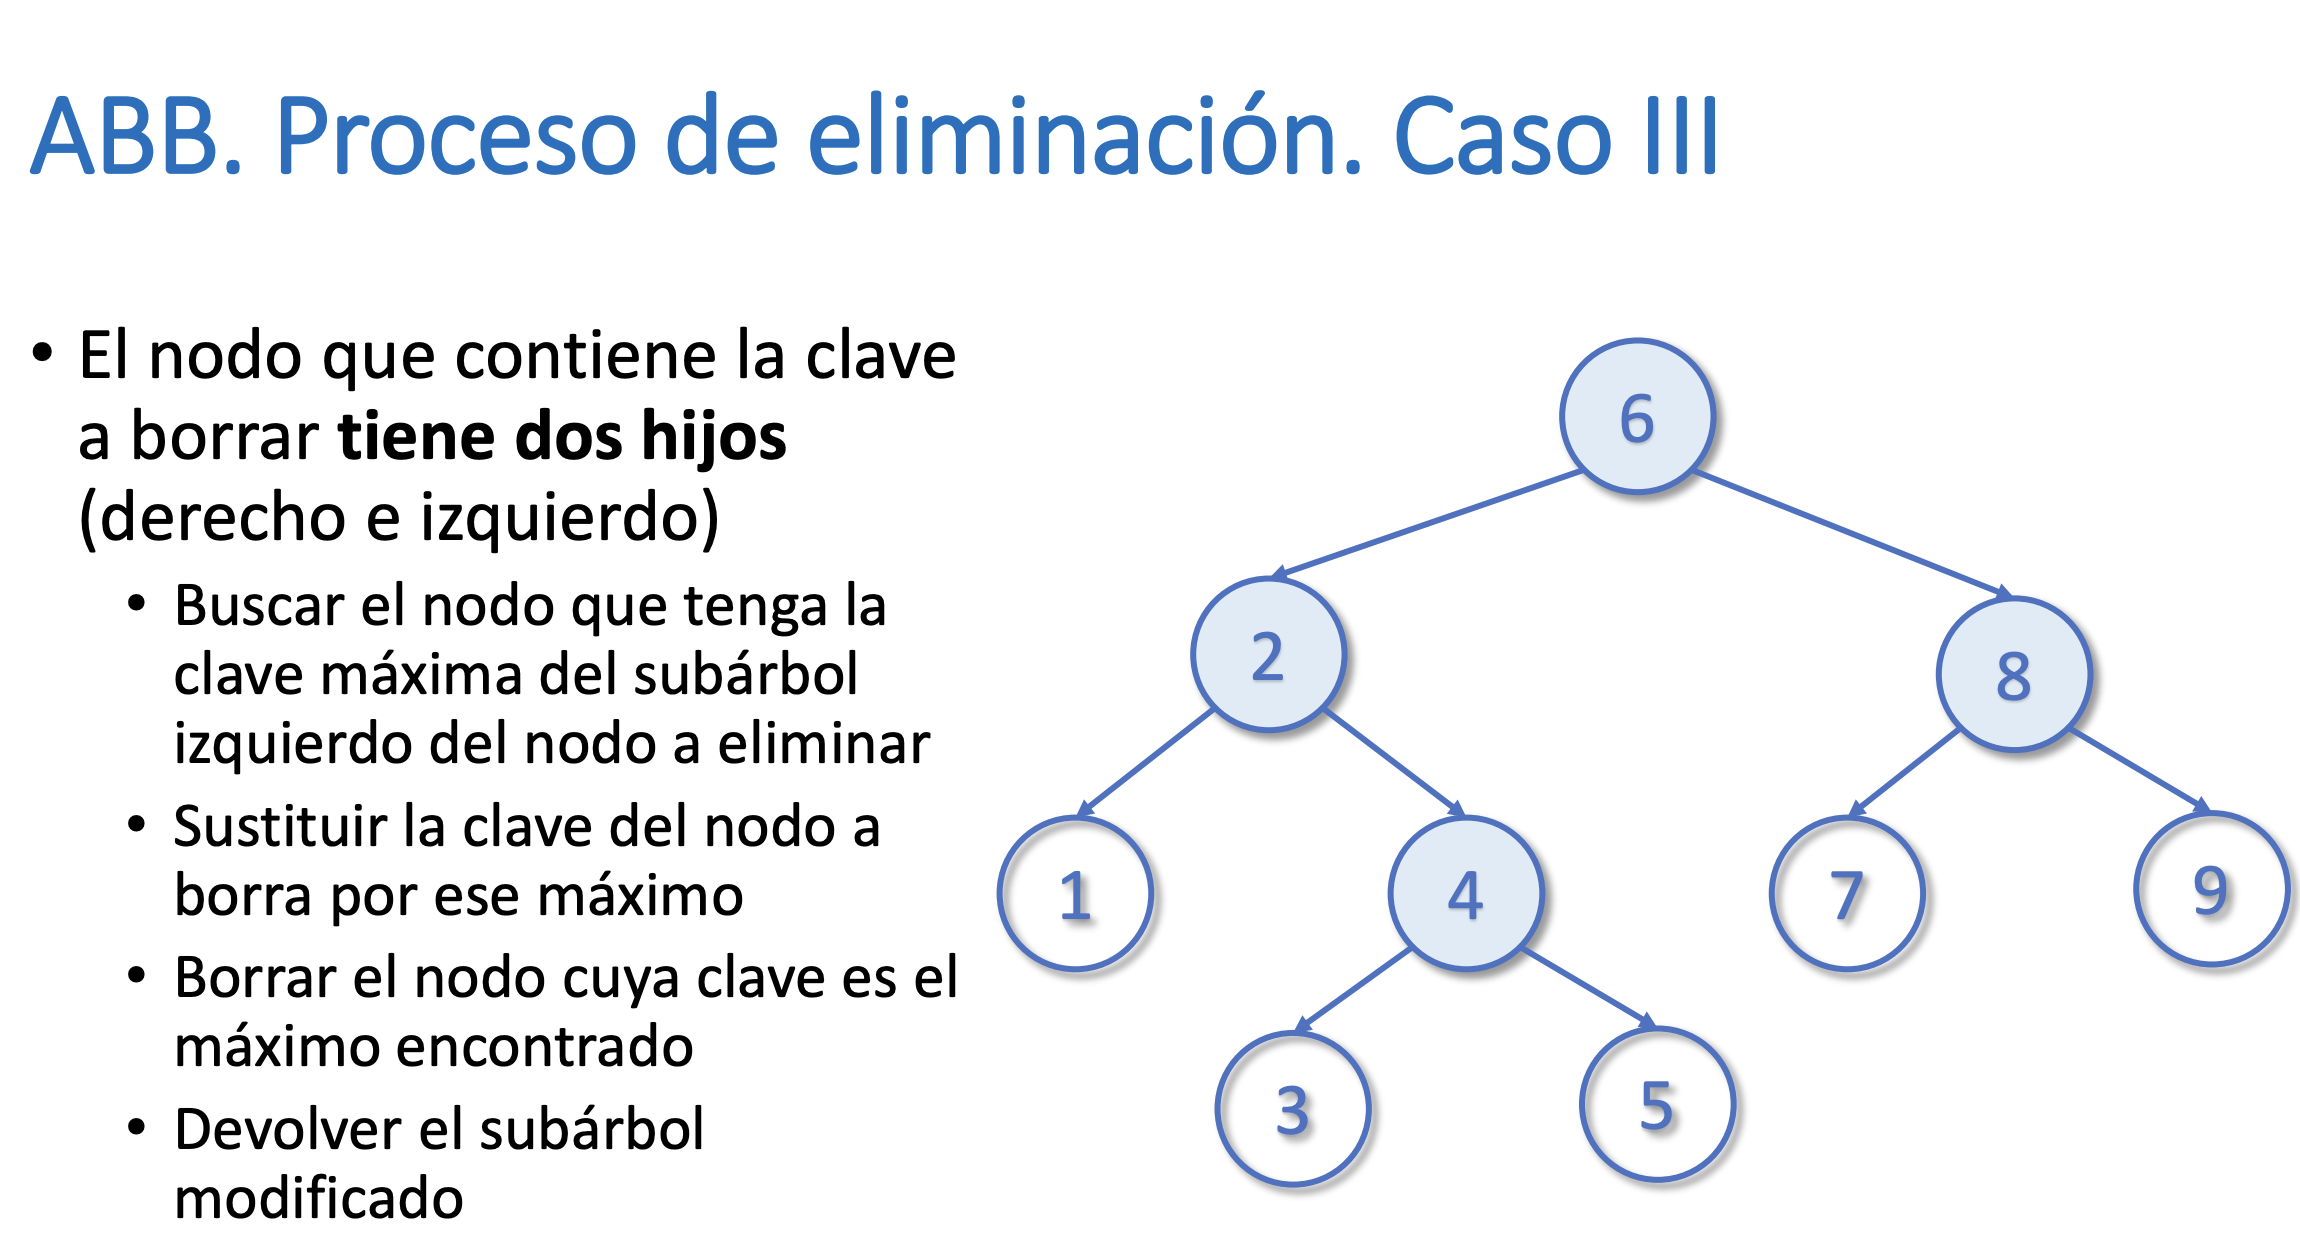 ABB. Proceso de eliminación. Caso III
• El nodo que contiene la clave
a borrar tiene dos hijos
(derecho e izquierdo)
• Buscar el nodo que tenga la
clave máxima del subárbol
izquierdo del nodo a eliminar
• Sustituir la clave del nodo a
borra por ese máximo
• Borrar el nodo cuya clave es el
máximo encontrado
• Devolver el subárbol
modificado
6
2
8
1
4
7
9
3
5